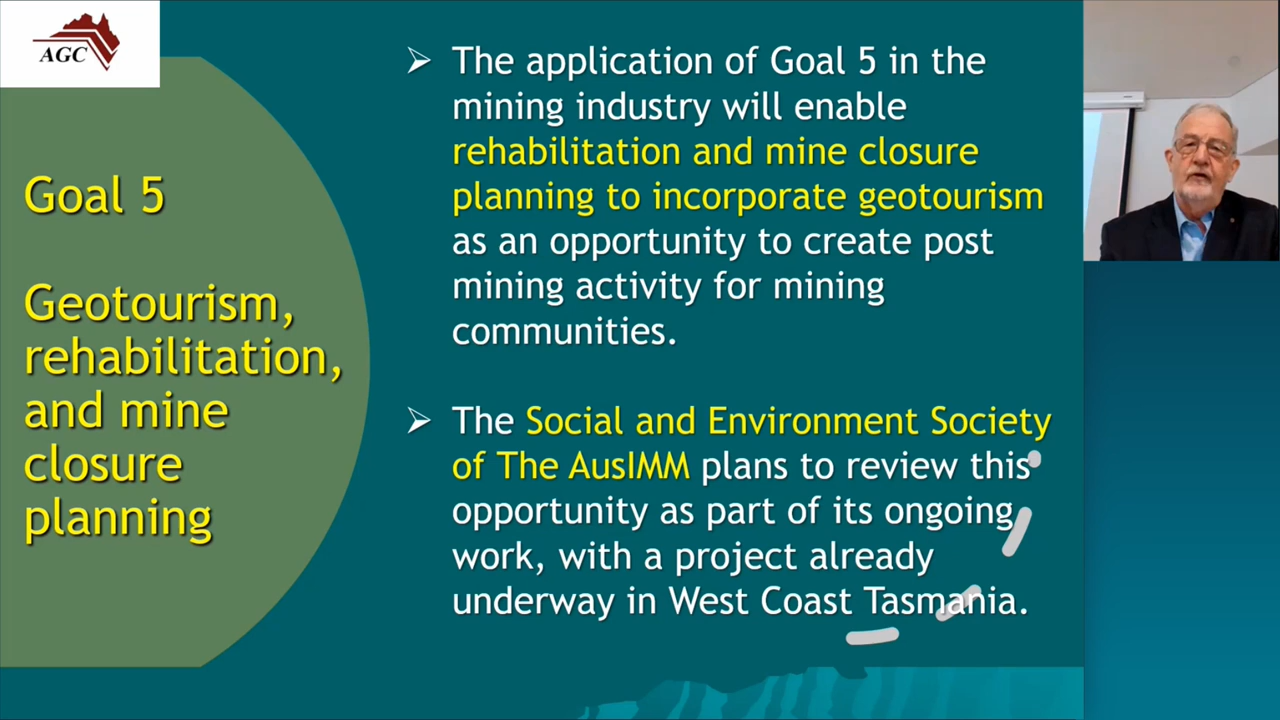 AGC
Goal 5
Geotourism,
rehabilitation,
and mine
closure
planning
The application of Goal 5 in the
mining industry will enable
rehabilitation and mine closure
planning to incorporate geotourism
as an opportunity to create post
mining activity for mining
communities.
The Social and Environment Society
of The AusIMM plans to review this
opportunity as part of its ongoing
work, with a project already
underway in West Coast Tasmania.